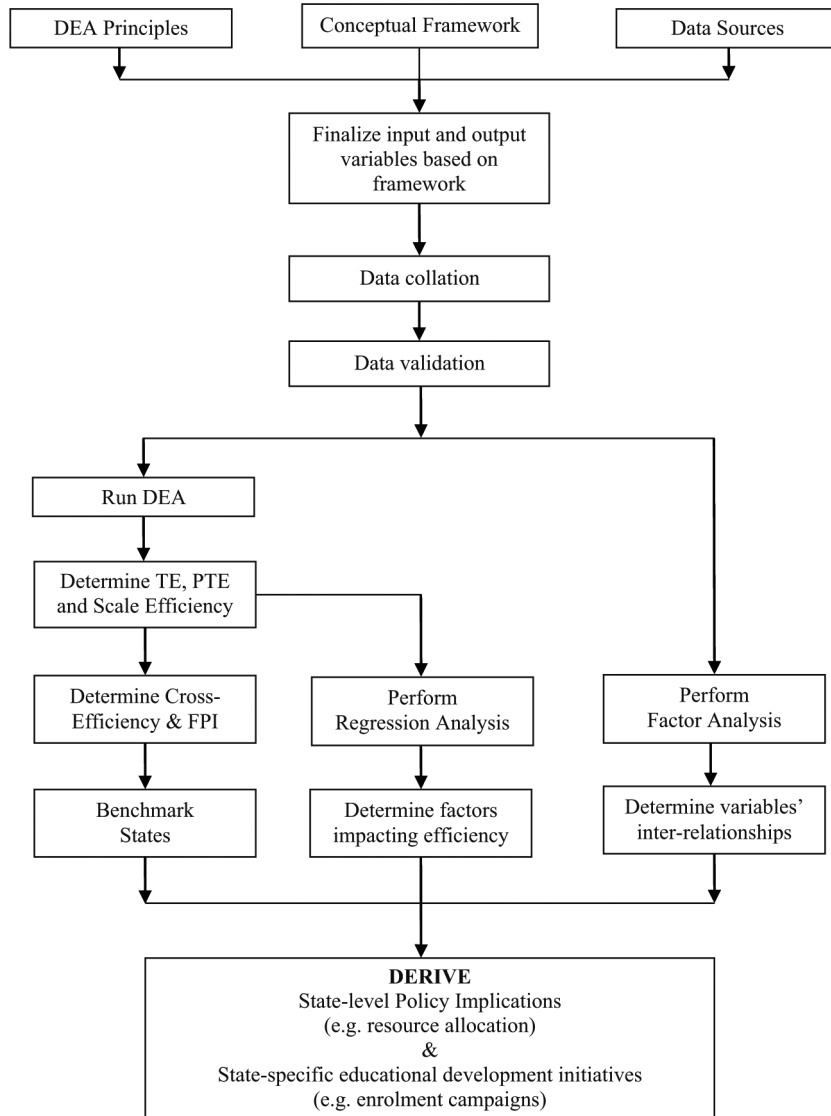 DEA Principles
Conceptual Framework
Data Sources
Finalize input and output
variables based on
framework
Data collation
Data validation
Run DEA
Determine TE, PTE
and Scale Efficiency
Determine Cross-
Efficiency & FPI
Perform
Regression Analysis
Perform
Factor Analysis
Benchmark
States
Determine factors
impacting efficiency
Determine variables’
inter-relationships
DERIVE
State-level Policy Implications
(e.g. resource allocation)
&
State-specific educational development initiatives
(e.g. enrolment campaigns)